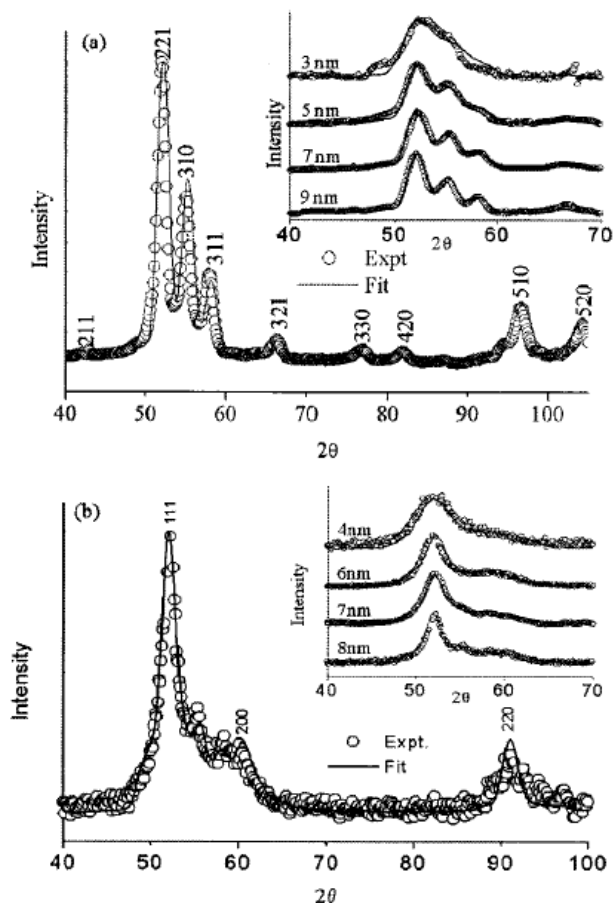 (a)
221
310
311
211
321
330
420
510
520
Intensity
40 50 60 70 80 90 100
2θ
3 nm
5 nm
7 nm
9 nm
Intensity
40 50 60 70
2θ
Expt
Fit
(b)
111
200
220
Intensity
40 50 60 70 80 90 100
2θ
4nm
6nm
7nm
8nm
Intensity
40 50 60 70
2θ
Expt.
Fit